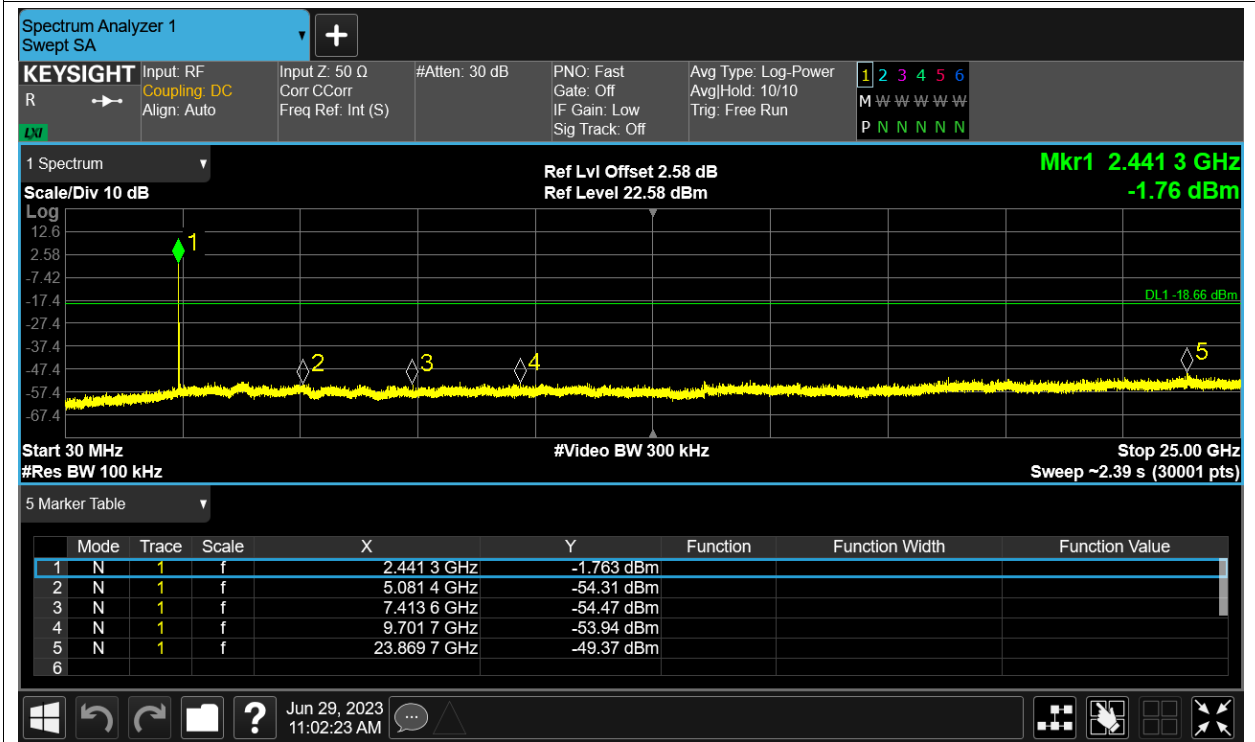 Spectrum Analyzer 1
Swept SA
KEYSIGHT
R
LXI
Input: RF
Coupling: DC
Align: Auto
Input Z: 50 Ω
Corr CCorr
Freq Ref: Int (S)
#Atten: 30 dB
PNO: Fast
Gate: Off
IF Gain: Low
Sig Track: Off
Avg Type: Log-Power
Avg|Hold: 10/10
Trig: Free Run
1 2 3 4 5 6
M W W W W W
P N N N N N
1 Spectrum
Scale/Div 10 dB
Ref Lvl Offset 2.58 dB
Ref Level 22.58 dBm
Mkr1 2.441 3 GHz
-1.76 dBm
Log
12.6
2.58
-7.42
-17.4
-27.4
-37.4
-47.4
-57.4
-67.4
1
2
3
4
5
DL1 -18.66 dBm
Start 30 MHz
#Video BW 300 kHz
Stop 25.00 GHz
#Res BW 100 kHz
Sweep ~2.39 s (30001 pts)
5 Marker Table
Mode Trace Scale X Y Function Function Width Function Value
1 N 1 f 2.441 3 GHz -1.763 dBm
2 N 1 f 5.081 4 GHz -54.31 dBm
3 N 1 f 7.413 6 GHz -54.47 dBm
4 N 1 f 9.701 7 GHz -53.94 dBm
5 N 1 f 23.869 7 GHz -49.37 dBm
6
?
Jun 29, 2023
11:02:23 AM